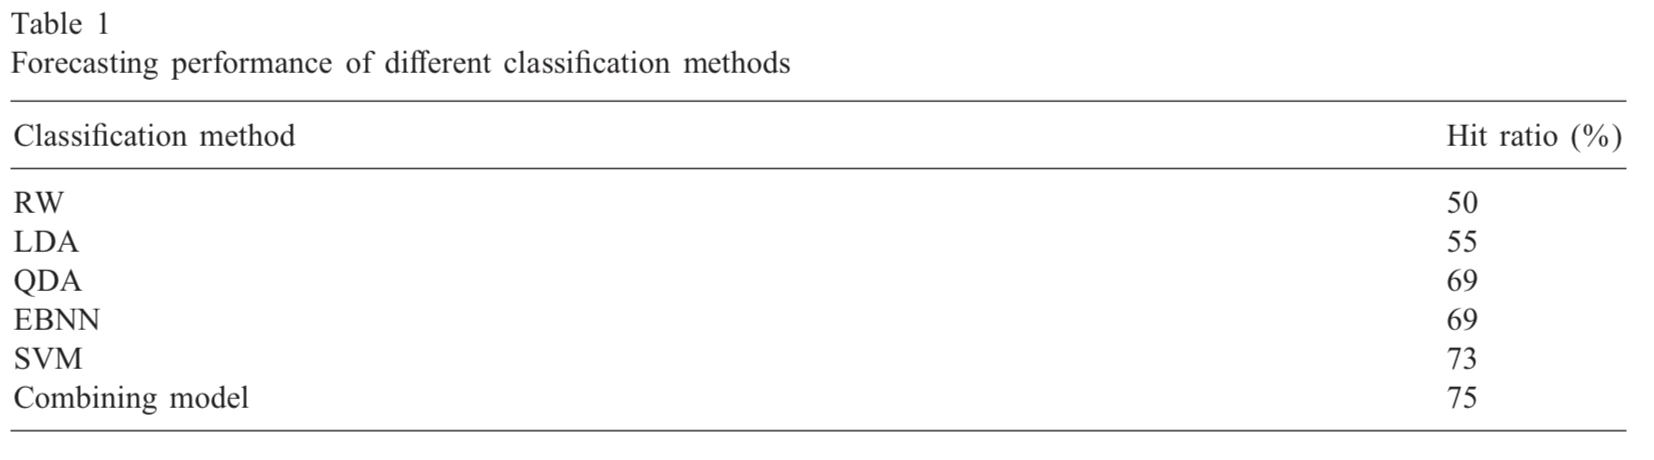 Table 1
Forecasting performance of different classification methods
Classification method Hit ratio (%)
RW 50
LDA 55
QDA 69
EBNN 69
SVM 73
Combining model 75